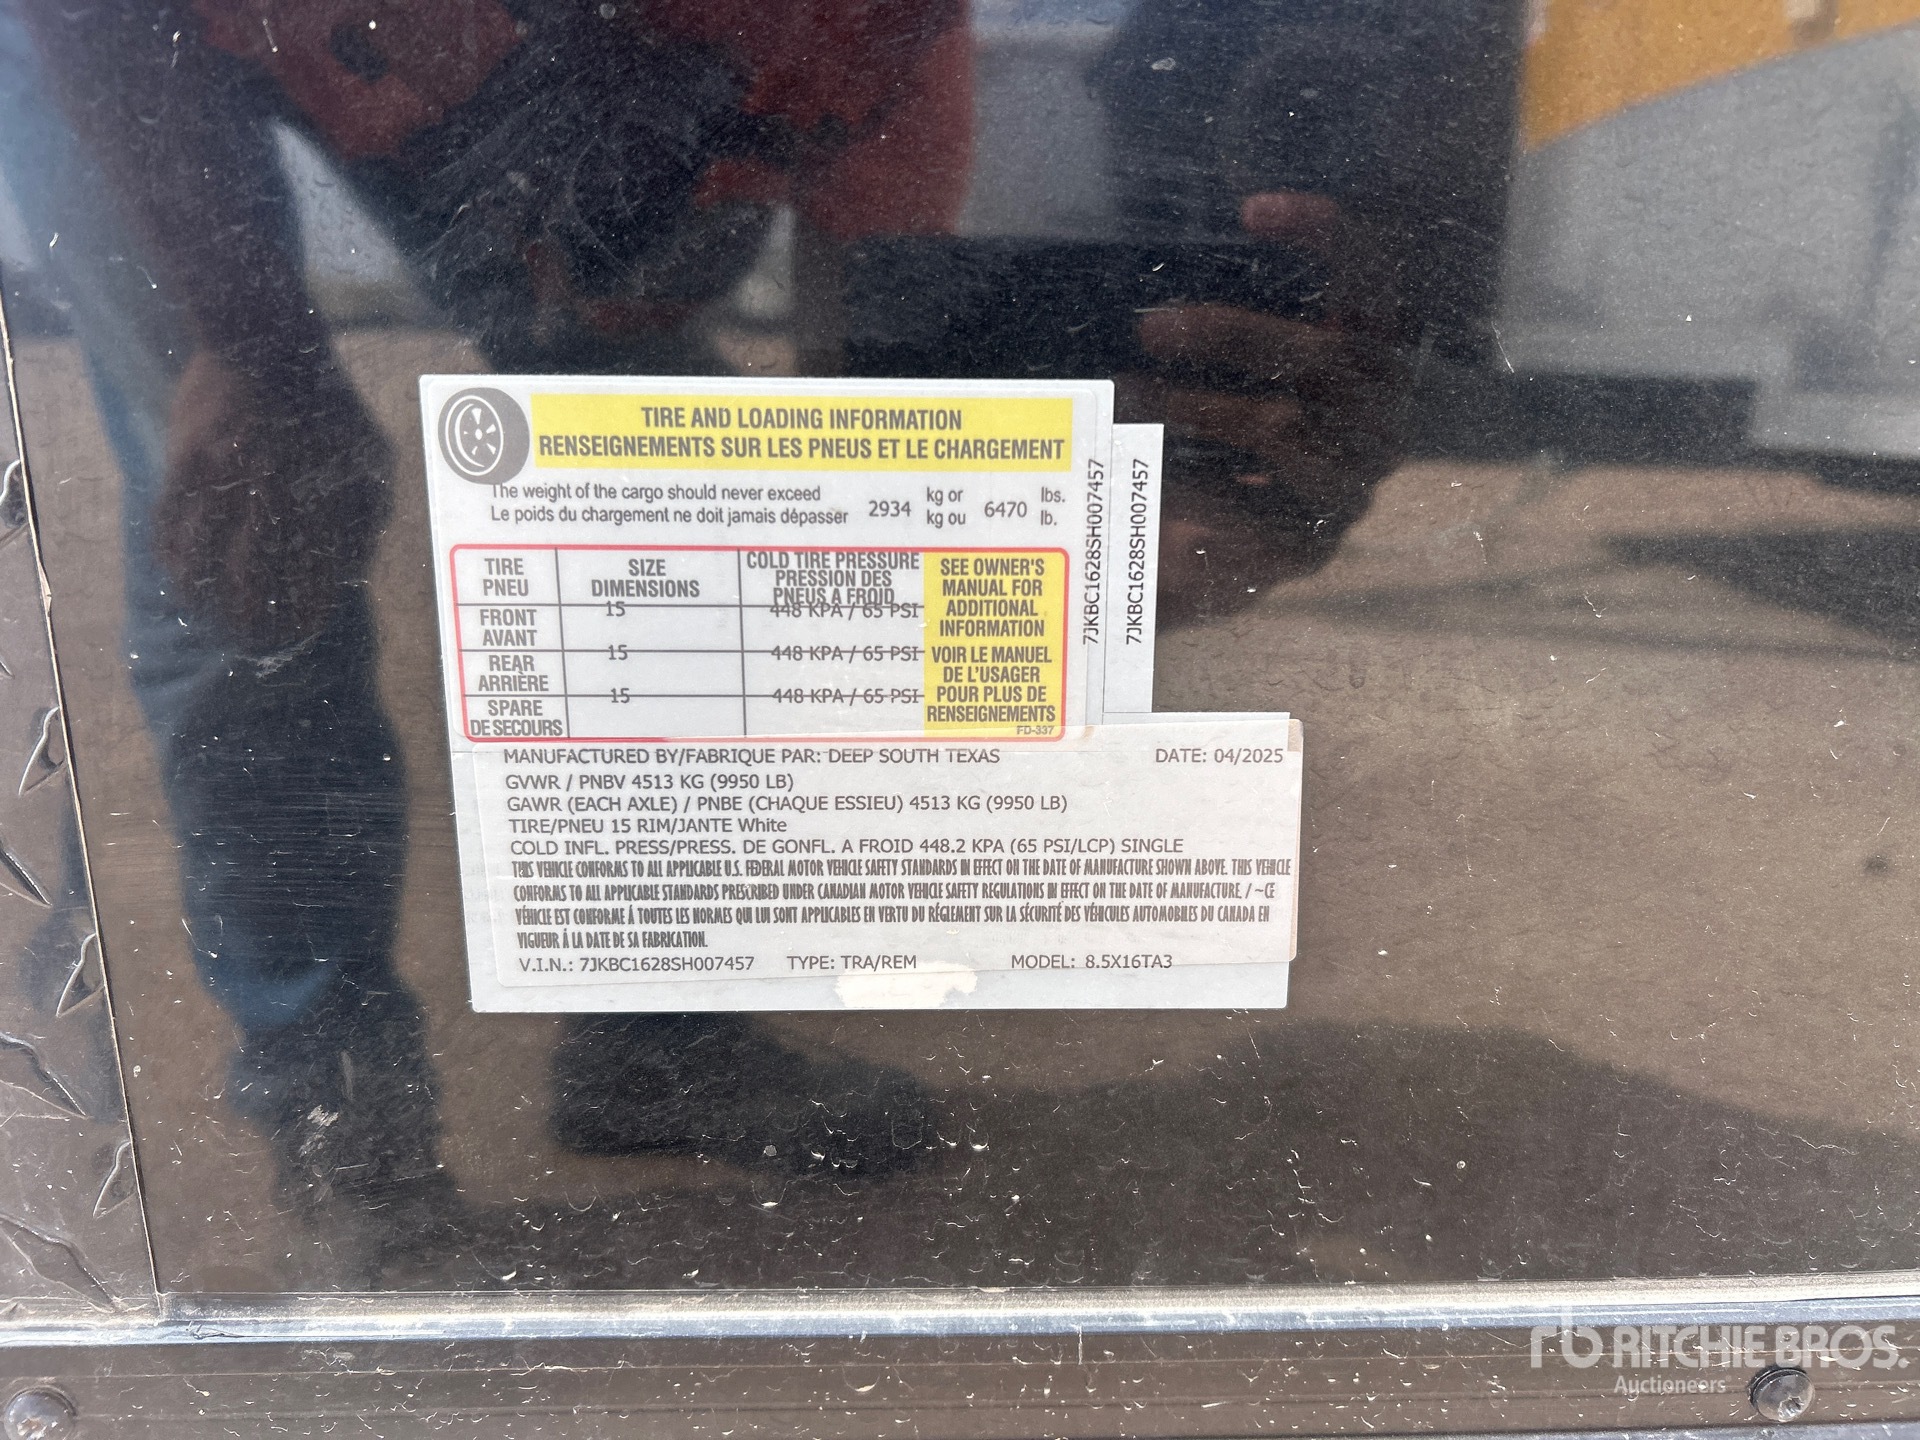 TIRE AND LOADING INFORMATION
RENSEIGNEMENTS SUR LES PNEUS ET LE CHARGEMENT
The weight of the cargo should never exceed 2934 kg or 6470 lbs.
Le poids du chargement ne doit jamais dépasser kg ou lb.
TIRE PNEU
SIZE DIMENSIONS
COLD TIRE PRESSURE
PRESSION DES
PNEUS A FROID
FRONT AVANT 15 448 KPA / 65 PSI
REAR ARRIÈRE 15 448 KPA / 65 PSI
SPARE DE SECOURS 15 448 KPA / 65 PSI
SEE OWNER'S
MANUAL FOR
ADDITIONAL
INFORMATION
VOIR LE MANUEL
DE L'USAGER
POUR PLUS DE
RENSEIGNEMENTS
FD-337
7JKBC1628SH007457
7JKBC1628SH007457
MANUFACTURED BY/FABRIQUE PAR: DEEP SOUTH TEXAS DATE: 04/2025
GVWR / PNBV 4513 KG (9950 LB)
GAWR (EACH AXLE) / PNBE (CHAQUE ESSIEU) 4513 KG (9950 LB)
TIRE/PNEU 15 RIM/JANTE White
COLD INFL. PRESS/PRESS. DE GONFL. A FROID 448.2 KPA (65 PSI/LCP) SINGLE
THIS VEHICLE CONFORMS TO ALL APPLICABLE U.S. FEDERAL MOTOR VEHICLE SAFETY STANDARDS IN EFFECT ON THE DATE OF MANUFACTURE SHOWN ABOVE. THIS VEHICLE
CONFORMS TO ALL APPLICABLE STANDARDS PRESCRIBED UNDER CANADIAN MOTOR VEHICLE SAFETY REGULATIONS IN EFFECT ON THE DATE OF MANUFACTURE. / ~CE
VÉHICLE EST CONFORME Á TOUTES LES NORMES QUI LUI SONT APPLICABLES EN VERTU DU RÉGLEMENT SUR LA SÉCURITÉ DES VÉHICULES AUTOMOBILES DU CANADA EN
VIGUEUR Á LA DATE DE SA FABRICATION.
V.I.N.: 7JKBC1628SH007457 TYPE: TRA/REM MODEL: 8.5X16TA3
rb RITCHIE BROS.
Auctioneers